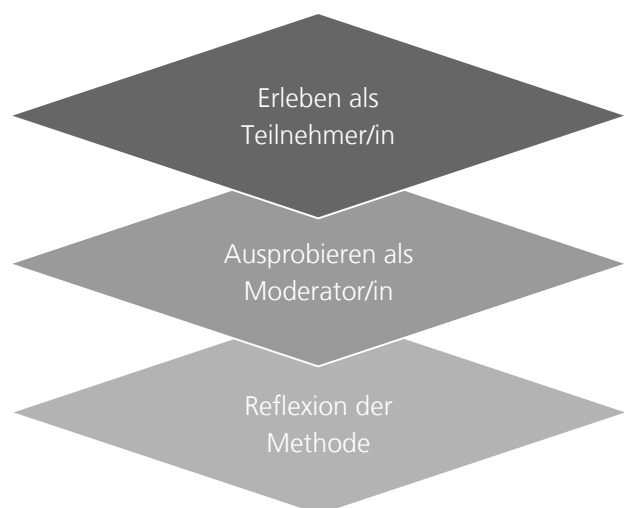 Erleben als
Teilnehmer/in
Ausprobieren als
Moderator/in
Reflexion der
Methode